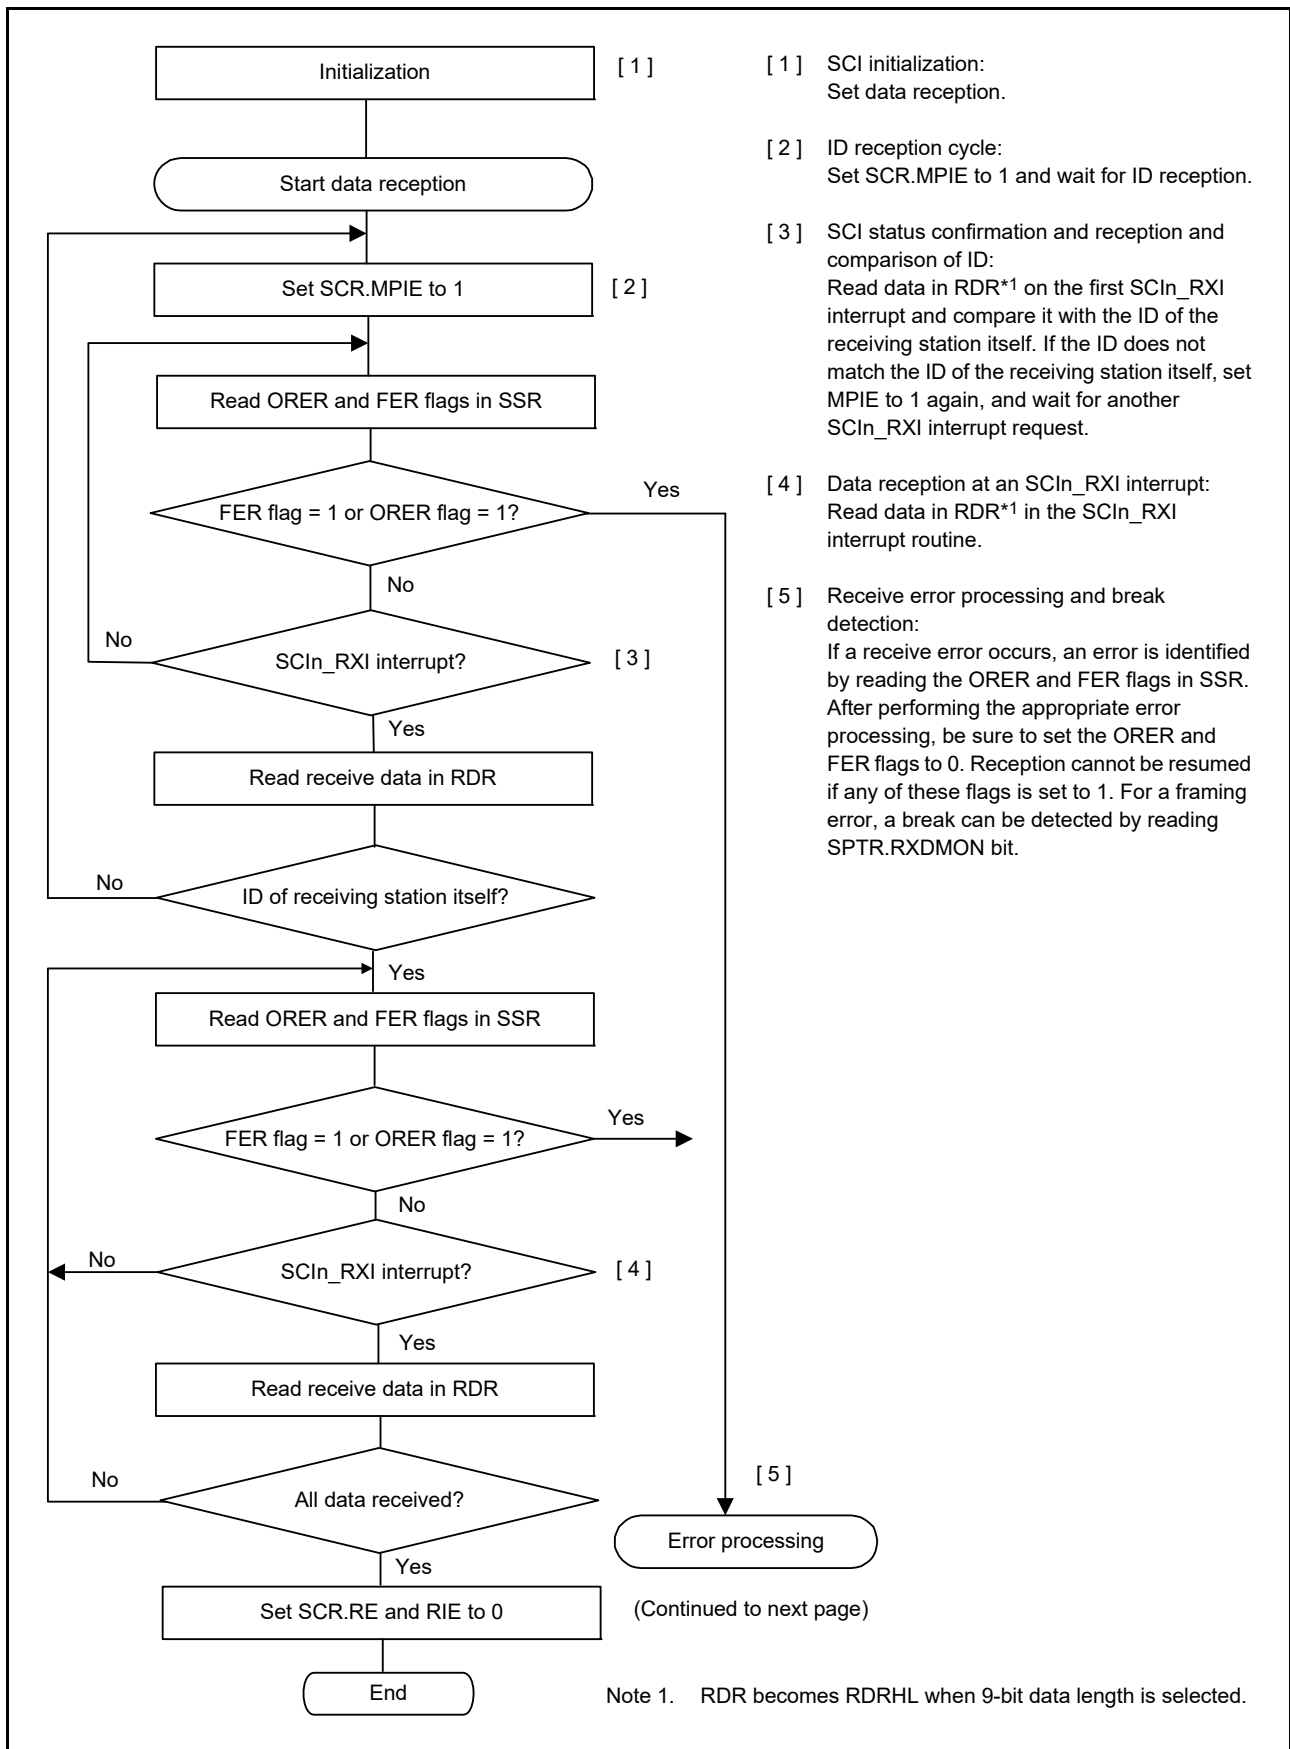 Initialization
[ 1 ]
Start data reception
Set SCR.MPIE to 1
[ 2 ]
Read ORER and FER flags in SSR
FER flag = 1 or ORER flag = 1?
Yes
No
SCIn_RXI interrupt?
[ 3 ]
No
Yes
Read receive data in RDR
ID of receiving station itself?
No
Yes
Read ORER and FER flags in SSR
FER flag = 1 or ORER flag = 1?
Yes
No
SCIn_RXI interrupt?
[ 4 ]
No
Yes
Read receive data in RDR
All data received?
No
Yes
Set SCR.RE and RIE to 0
End
[ 5 ]
Error processing
(Continued to next page)
[ 1 ] SCI initialization:
Set data reception.
[ 2 ] ID reception cycle:
Set SCR.MPIE to 1 and wait for ID reception.
[ 3 ] SCI status confirmation and reception and
comparison of ID:
Read data in RDR*1 on the first SCIn_RXI
interrupt and compare it with the ID of the
receiving station itself. If the ID does not
match the ID of the receiving station itself, set
MPIE to 1 again, and wait for another
SCIn_RXI interrupt request.
[ 4 ] Data reception at an SCIn_RXI interrupt:
Read data in RDR*1 in the SCIn_RXI
interrupt routine.
[ 5 ] Receive error processing and break
detection:
If a receive error occurs, an error is identified
by reading the ORER and FER flags in SSR.
After performing the appropriate error
processing, be sure to set the ORER and
FER flags to 0. Reception cannot be resumed
if any of these flags is set to 1. For a framing
error, a break can be detected by reading
SPTR.RXDMON bit.
Note 1. RDR becomes RDRHL when 9-bit data length is selected.